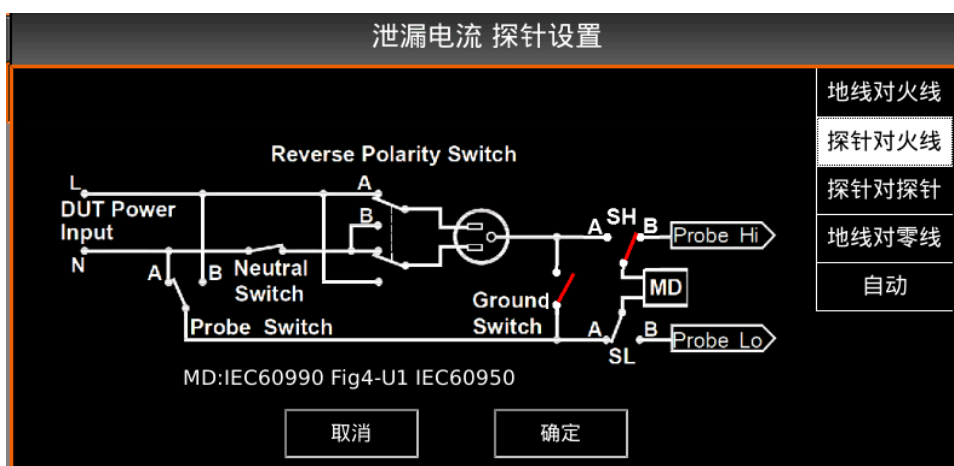 泄漏电流 探针设置
地线对火线
探针对火线
探针对探针
地线对零线
自动
Reverse Polarity Switch
L
A
DUT Power
Input
B
N
A
B
Neutral
Switch
Probe Switch
Ground
Switch
A
SH
B
Probe Hi
MD
A
B
Probe Lo
SL
MD:IEC60990 Fig4-U1 IEC60950
取消
确定